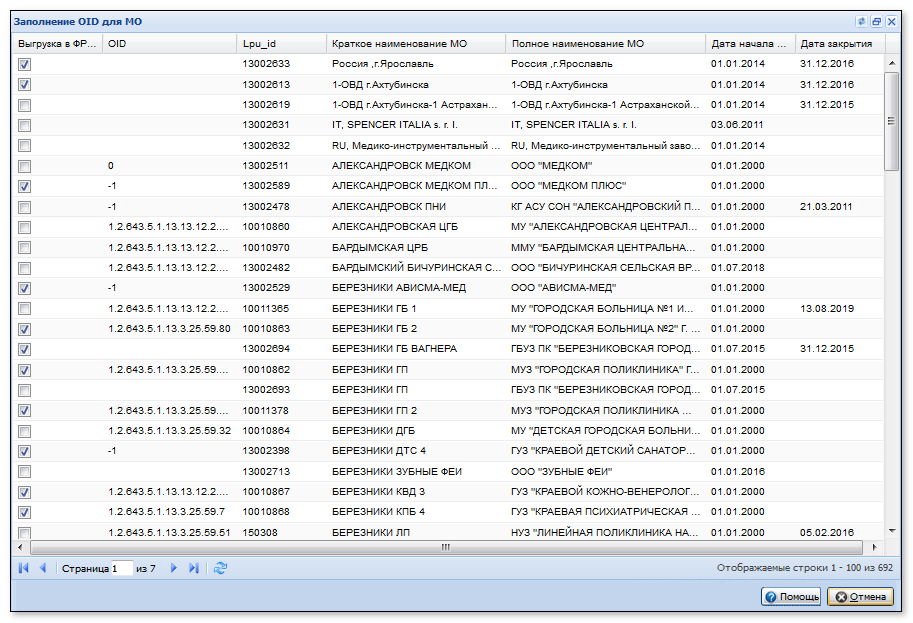 Заполнение OID для МО
Выгрузка в ФР... OID Lpu_id Краткое наименование МО Полное наименование МО Дата начала ... Дата закрытия
13002633 Россия ,г.Ярославль Россия ,г.Ярославль 01.01.2014 31.12.2016
13002613 1-ОВД г.Ахтубинска 1-ОВД г.Ахтубинска 01.01.2014 31.12.2016
13002619 1-ОВД г.Ахтубинска-1 Астрахан... 1-ОВД г.Ахтубинска-1 Астраханской... 01.01.2014 31.12.2015
13002631 IT, SPENCER ITALIA s. r. l. IT, SPENCER ITALIA s. r. l. 03.06.2011
13002632 RU, Медико-инструментальный ... RU, Медико-инструментальный заво... 01.01.2014
0 13002511 АЛЕКСАНДРОВСК МЕДКОМ ООО "МЕДКОМ" 01.01.2000
-1 13002589 АЛЕКСАНДРОВСК МЕДКОМ ПЛ... ООО "МЕДКОМ ПЛЮС" 01.01.2000
-1 13002478 АЛЕКСАНДРОВСК ПНИ КГ АСУ СОН "АЛЕКСАНДРОВСКИЙ П... 01.01.2000 21.03.2011
1.2.643.5.1.13.13.12.2.... 10010860 АЛЕКСАНДРОВСКАЯ ЦГБ МУ "АЛЕКСАНДРОВСКАЯ ЦЕНТРАЛ... 01.01.2000
1.2.643.5.1.13.13.12.2.... 10010970 БАРДЫМСКАЯ ЦРБ ММУ "БАРДЫМСКАЯ ЦЕНТРАЛЬНА... 01.01.2000
1.2.643.5.1.13.13.12.2.... 13002482 БАРДЫМСКИЙ БИЧУРИНСКАЯ С... ООО "БИЧУРИНСКАЯ СЕЛЬСКАЯ ВР... 01.07.2018
-1 13002529 БЕРЕЗНИКИ АВИСМА-МЕД ООО "АВИСМА-МЕД" 01.01.2000
1.2.643.5.1.13.13.12.2.... 10011365 БЕРЕЗНИКИ ГБ 1 МУ "ГОРОДСКАЯ БОЛЬНИЦА №1 И... 01.01.2000 13.08.2019
1.2.643.5.1.13.3.25.59.80 10010863 БЕРЕЗНИКИ ГБ 2 МУ "ГОРОДСКАЯ БОЛЬНИЦА №2" Г. ... 01.01.2000
13002694 БЕРЕЗНИКИ ГБ ВАГНЕРА ГБУЗ ПК "БЕРЕЗНИКОВСКАЯ ГОРОД... 01.07.2015 31.12.2015
1.2.643.5.1.13.3.25.59.... 10010862 БЕРЕЗНИКИ ГП МУЗ "ГОРОДСКАЯ ПОЛИКЛИНИКА" Г... 01.01.2000
13002693 БЕРЕЗНИКИ ГП ГБУЗ ПК "БЕРЕЗНИКОВСКАЯ ГОРОД... 01.07.2015
1.2.643.5.1.13.3.25.59.... 10011378 БЕРЕЗНИКИ ГП 2 МУЗ "ГОРОДСКАЯ ПОЛИКЛИНИКА ... 01.01.2000
1.2.643.5.1.13.3.25.59.32 10010864 БЕРЕЗНИКИ ДГБ МУ "ДЕТСКАЯ ГОРОДСКАЯ БОЛЬНИ... 01.01.2000
-1 13002398 БЕРЕЗНИКИ ДТС 4 ГУЗ "КРАЕВОЙ ДЕТСКИЙ САНАТОР... 01.01.2000
13002713 БЕРЕЗНИКИ ЗУБНЫЕ ФЕИ ООО "ЗУБНЫЕ ФЕИ" 01.01.2016
1.2.643.5.1.13.13.12.2.... 10010867 БЕРЕЗНИКИ КВД 3 ГУЗ "КРАЕВОЙ КОЖНО-ВЕНЕРОЛОГ... 01.01.2000
1.2.643.5.1.13.3.25.59.7 10010868 БЕРЕЗНИКИ КПБ 4 ГУЗ "КРАЕВАЯ ПСИХИАТРИЧЕСКАЯ ... 01.01.2000
1.2.643.5.1.13.3.25.59.51 150308 БЕРЕЗНИКИ ЛП НУЗ "ЛИНЕЙНАЯ ПОЛИКЛИНИКА НА... 01.01.2000 05.02.2016
Страница 1 из 7 Отображаемые строки 1 - 100 из 692
Помощь Отмена